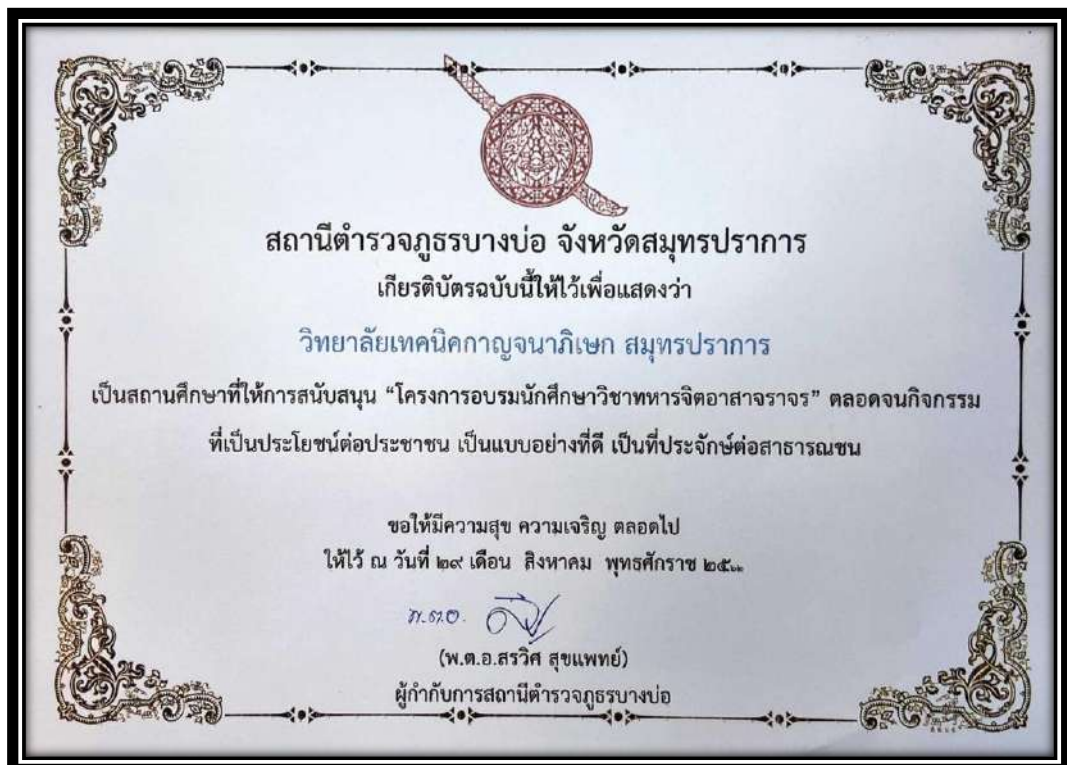 สถานีตำรวจภูธรบางบ่อ จังหวัดสมุทรปราการ
เกียรติบัตรฉบับนี้ให้ไว้เพื่อแสดงว่า
วิทยาลัยเทคนิคกาญจนาภิเษก สมุทรปราการ
เป็นสถานศึกษาที่ให้การสนับสนุน “โครงการอบรมนักศึกษาวิชาทหารจิตอาสาจราจร” ตลอดจนกิจกรรม
ที่เป็นประโยชน์ต่อประชาชน เป็นแบบอย่างที่ดี เป็นที่ประจักษ์ต่อสาธารณชน
ขอให้มีความสุข ความเจริญ ตลอดไป
ให้ไว้ ณ วันที่ ๒๙ เดือน สิงหาคม พุทธศักราช ๒๕๖๖
พ.ต.อ.
(พ.ต.อ.สรวิศ สุขแพทย์)
ผู้กำกับการสถานีตำรวจภูธรบางบ่อ